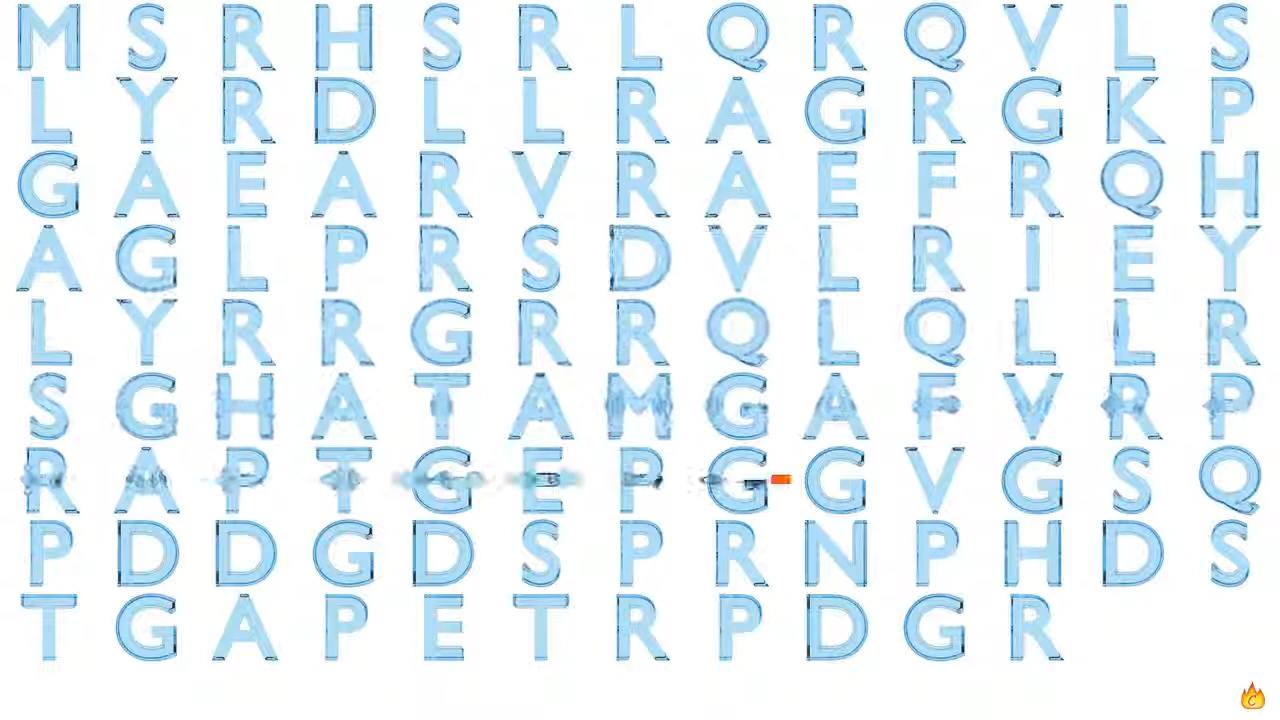 M S R H S R L Q R Q V L S
L Y R D L L R A G R G K P
G A E A R V R A E F R Q H
A G L P R S D V L R I E Y
L Y R R G R R Q L Q L L R
S G H A T A M G A F V R P
R A P T G E P G G V G S Q
P D D G D S P R N P H D S
T G A P E T R P D G R